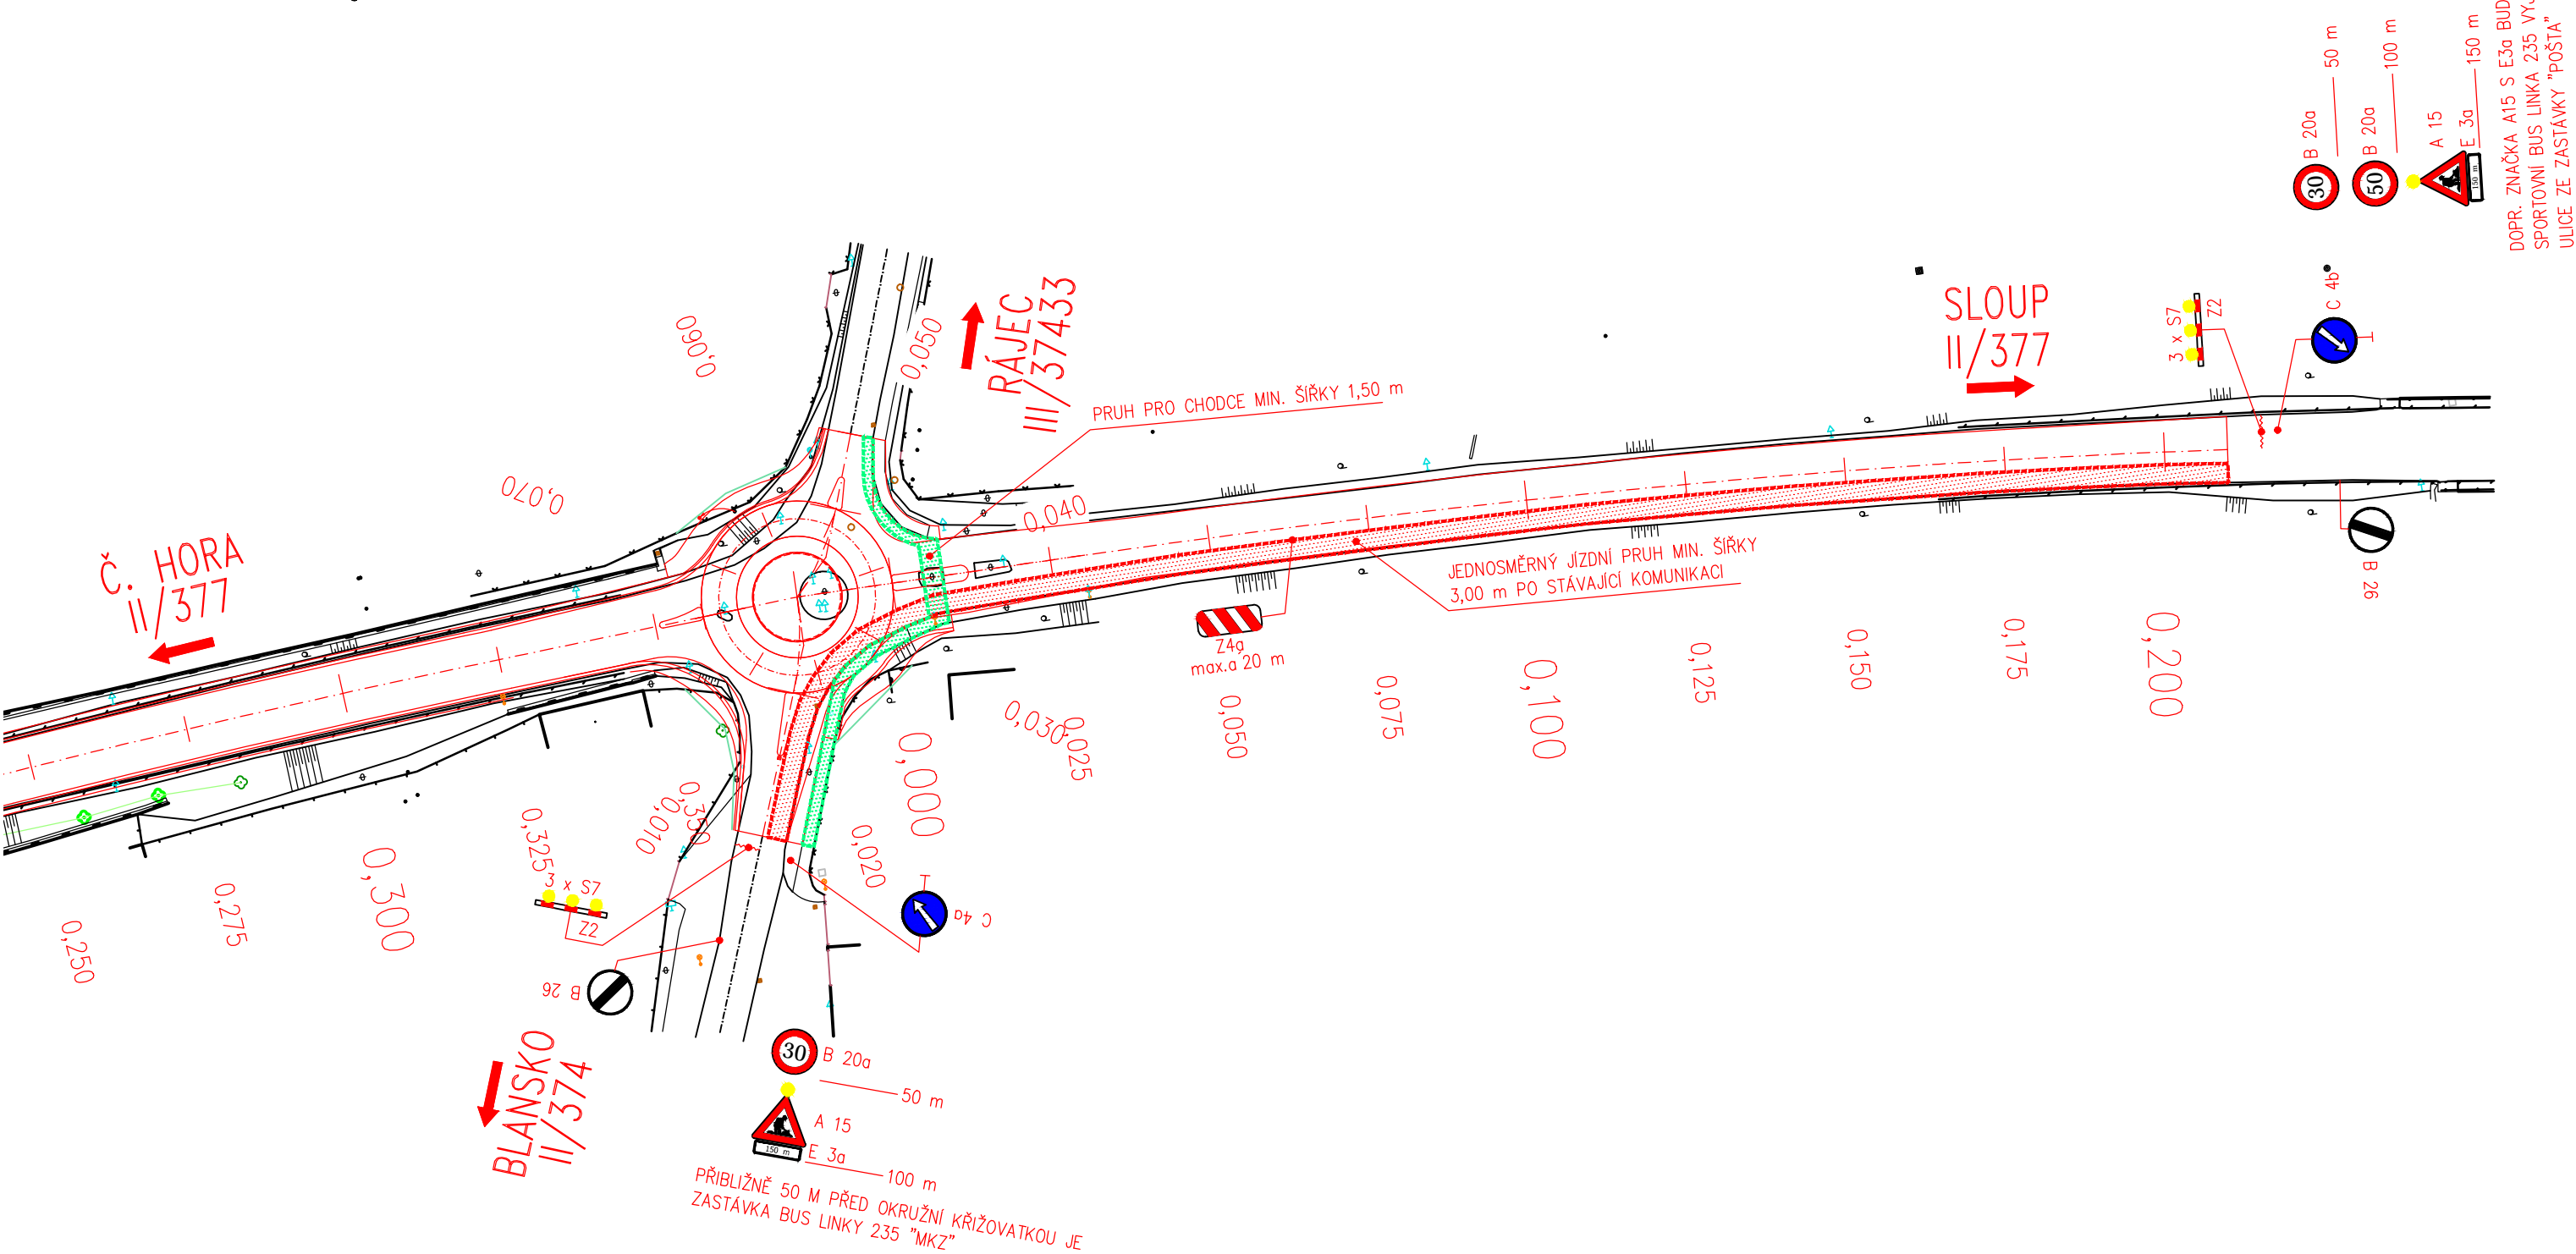 B 20a
50 m
B 20a
100 m
A 15
E 3a
150 m
30
50
150 m
DOPR. ZNAČKA A15 S E3a BUD
SPORTOVNÍ BUS LINKA 235
ULICE ZE ZASTÁVKY "POŠTA"
SLOUP
II/377
3 x S7
Z2
C 4b
B 26
RÁJEC
III/37433
0,060
0,050
0,070
0,040
PRUH PRO CHODCE MIN. ŠÍŘKY 1,50 m
Č. HORA
II/377
JEDNOSMĚRNÝ JÍZDNÍ PRUH MIN. ŠÍŘKY
3,00 m PO STÁVAJÍCÍ KOMUNIKACI
Z4a
max.a 20 m
0,030
0,025
0,000
0,050
0,075
0,100
0,125
0,150
0,175
0,200
0,350
0,010
0,020
0,325
0,300
0,275
0,250
3 x S7
Z2
C 4a
B 26
BLANSKO
II/374
30
B 20a
50 m
A 15
150 m
E 3a
100 m
PŘIBLIŽNĚ 50 M PŘED OKRUŽNÍ KŘIŽOVATKOU JE
ZASTÁVKA BUS LINKY 235 "MKZ"